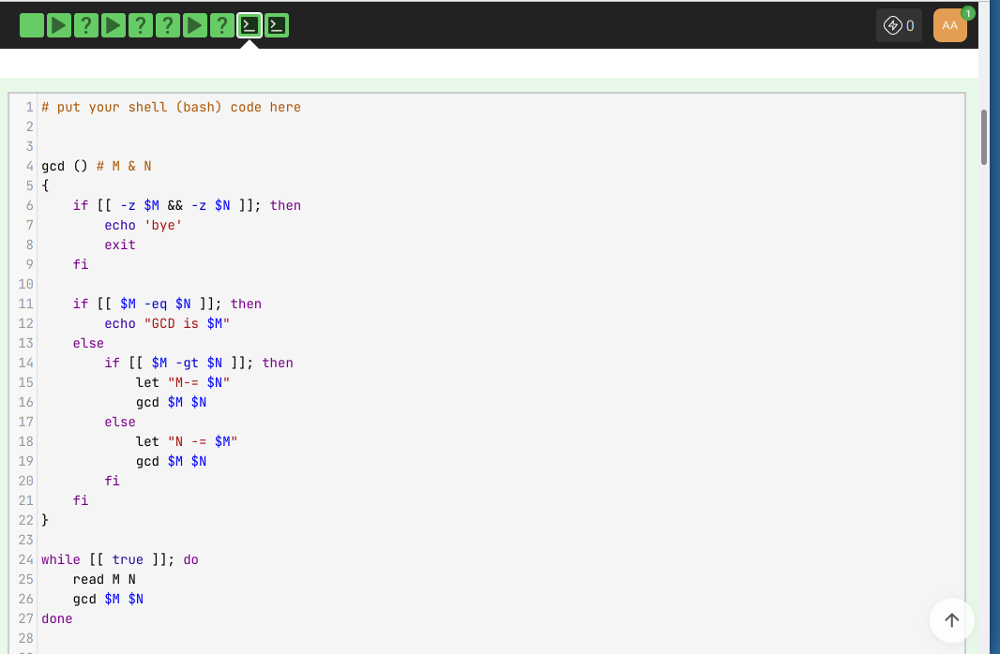 ? ? ? ?
0 AA 1
1 # put your shell (bash) code here
2
3
4 gcd () # M & N
5 {
6     if [[ -z $M && -z $N ]]; then
7         echo 'bye'
8         exit
9     fi
10
11     if [[ $M -eq $N ]]; then
12         echo "GCD is $M"
13     else
14         if [[ $M -gt $N ]]; then
15             let "M-= $N"
16             gcd $M $N
17         else
18             let "N -= $M"
19             gcd $M $N
20         fi
21     fi
22 }
23
24 while [[ true ]]; do
25     read M N
26     gcd $M $N
27 done
28